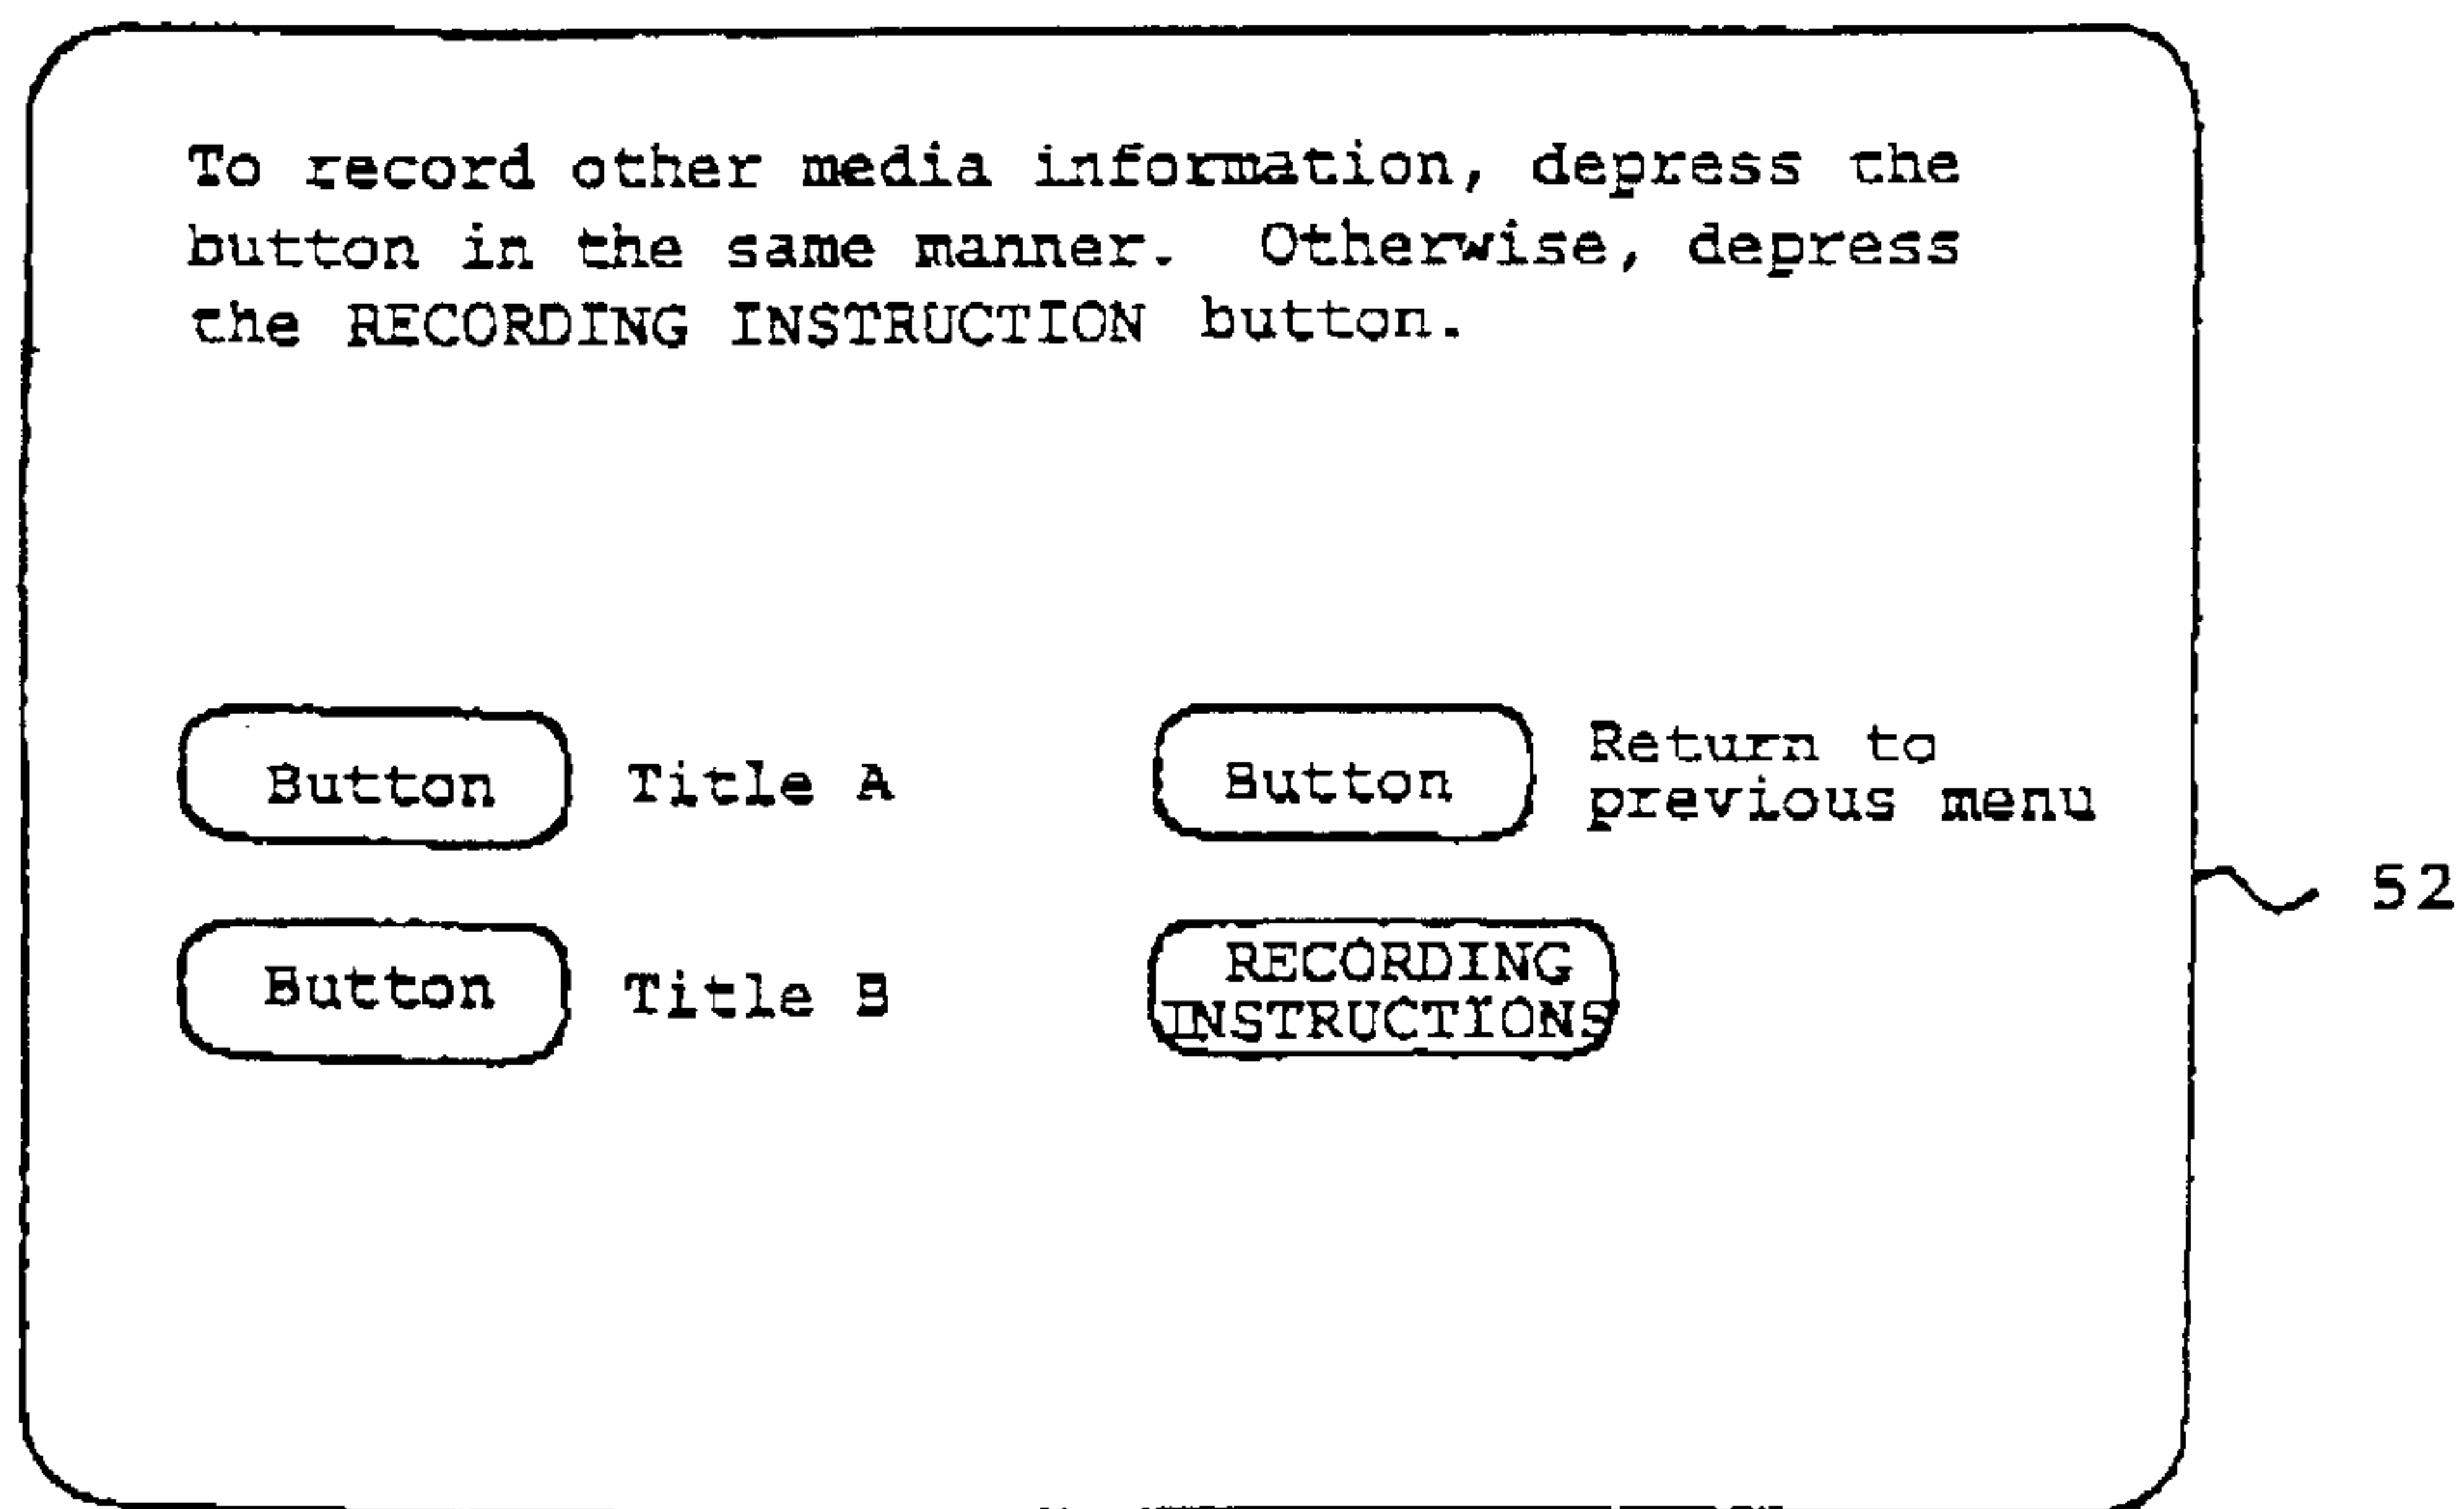 To record other media information, depress the
button in the same manner. Otherwise, depress
the RECORDING INSTRUCTION button.
Button Title A
Button Return to
previous menu
52
Button Title B
RECORDING
INSTRUCTIONS